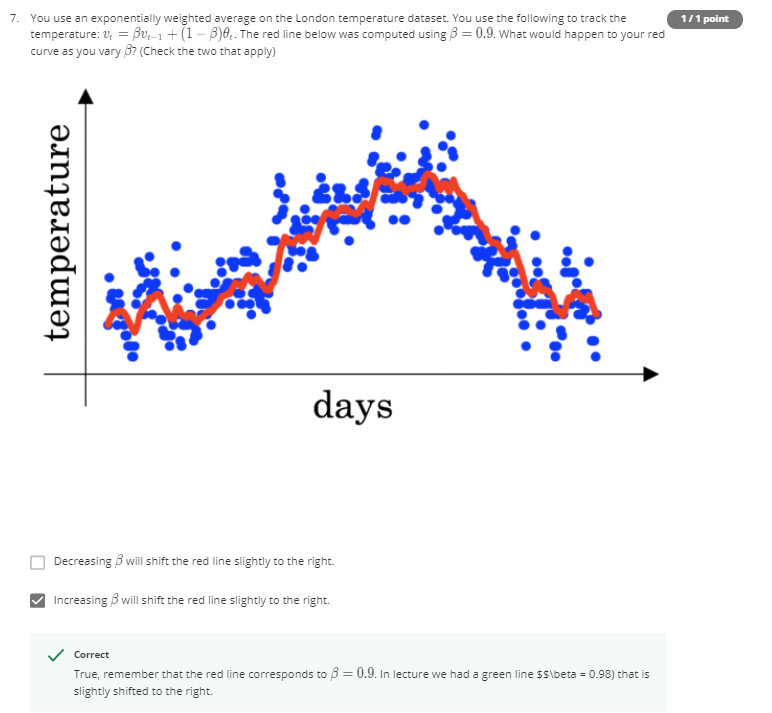 7. You use an exponentially weighted average on the London temperature dataset. You use the following to track the
1 / 1 point
temperature: v_t = βv_{t−1} + (1 − β)θ_t. The red line below was computed using β = 0.9. What would happen to your red
curve as you vary β? (Check the two that apply)
temperature
days
Decreasing β will shift the red line slightly to the right.
Increasing β will shift the red line slightly to the right.
Correct
True, remember that the red line corresponds to β = 0.9. In lecture we had a green line $$\beta = 0.98) that is
slightly shifted to the right.